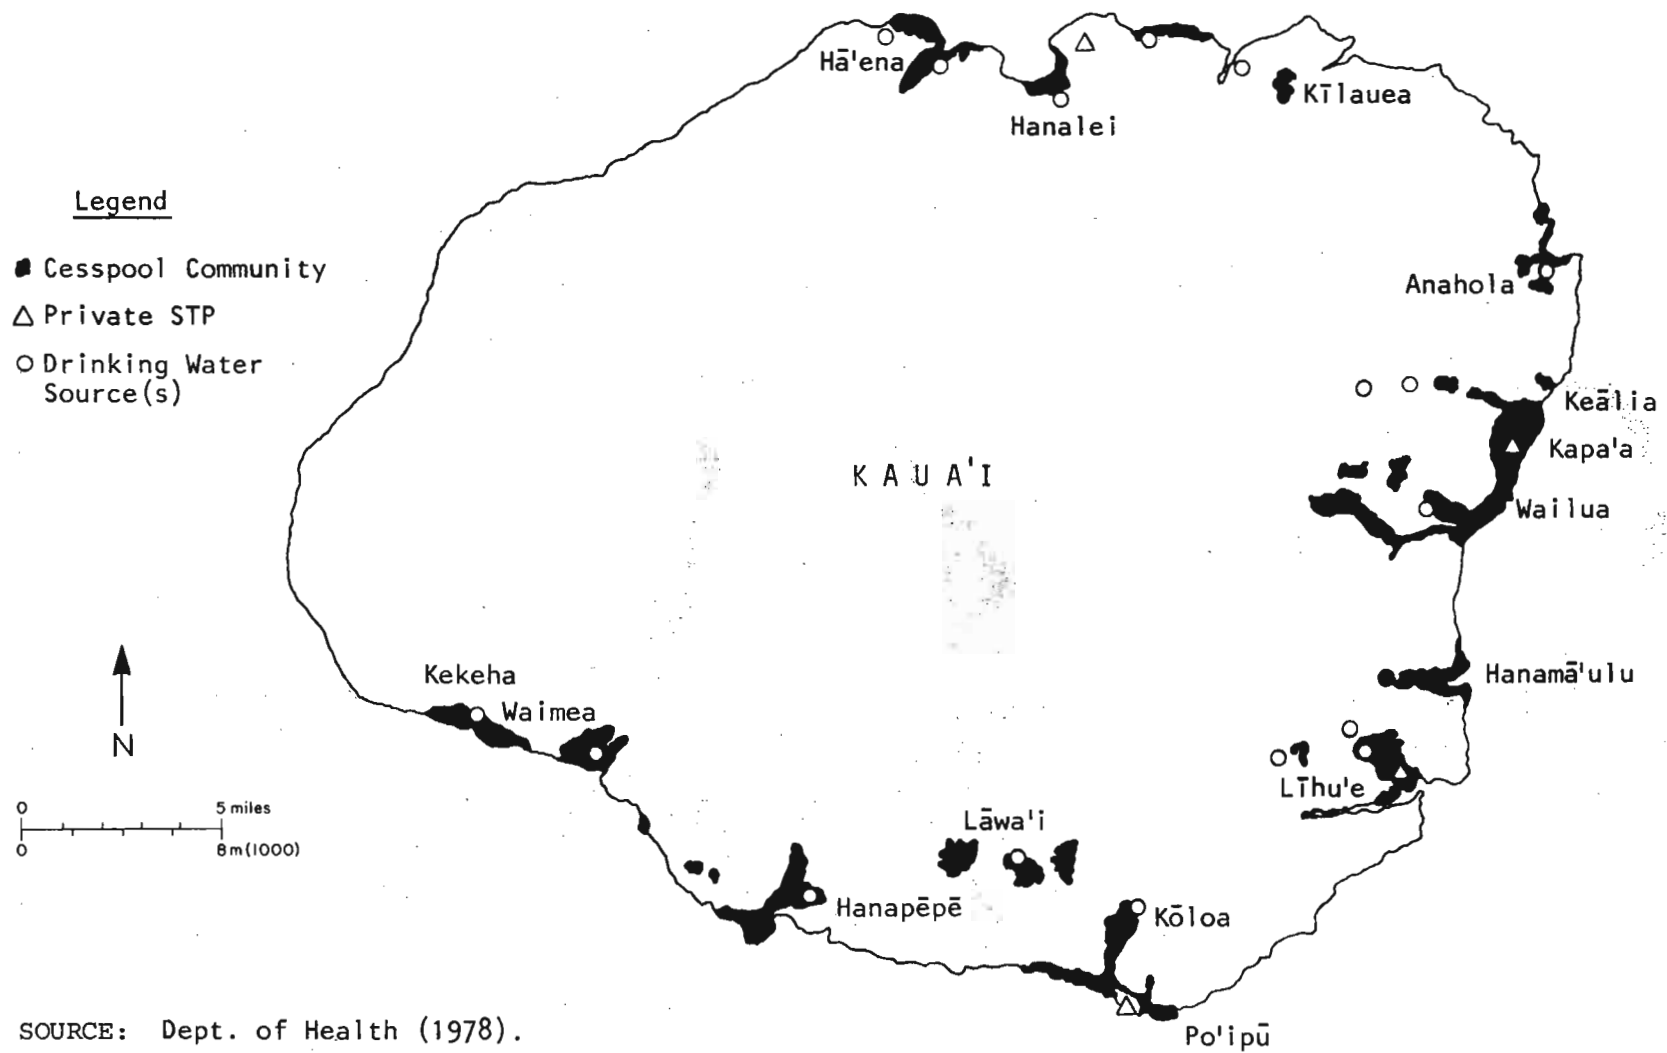 Hā'ena
Hanalei
Kīlauea
Legend
Cesspool Community
Private STP
Drinking Water
Source(s)
Anahola
Keālia
Kapa'a
Wailua
KAUA'I
Hanamā'ulu
Kekeha
Waimea
N
Līhu'e
0 5 miles
0 8m(1000)
Lāwa'i
Hanapēpē
Kōloa
Po'ipū
SOURCE: Dept. of Health (1978).